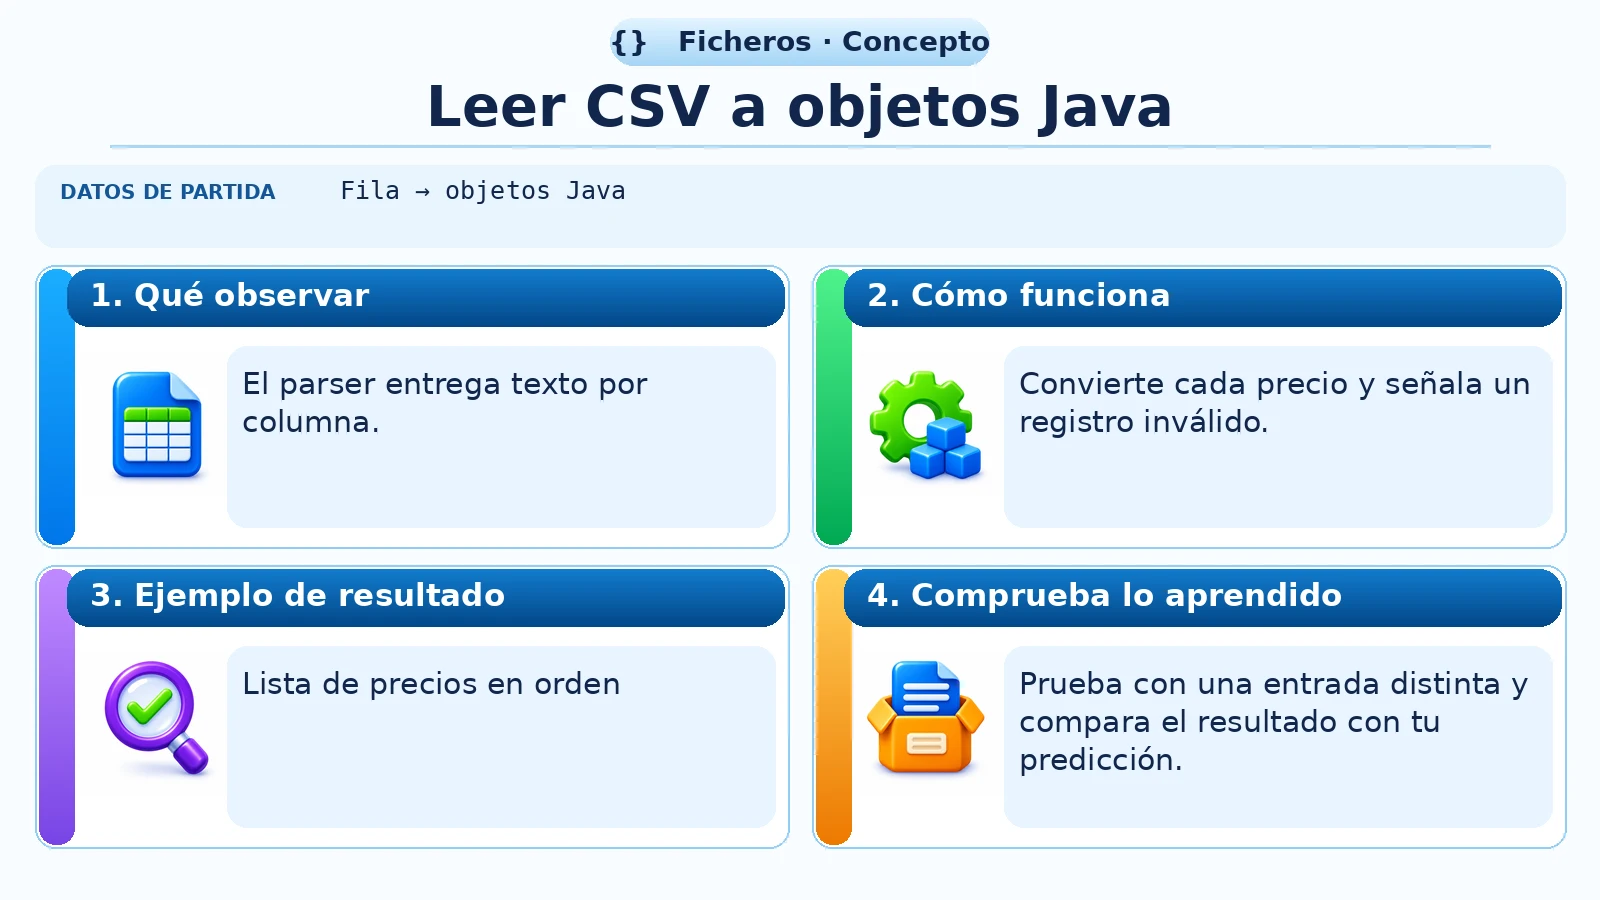 {} Ficheros · Concepto
Leer CSV a objetos Java
DATOS DE PARTIDA Fila → objetos Java
1. Qué observar
El parser entrega texto por
columna.
2. Cómo funciona
Convierte cada precio y señala un
registro inválido.
3. Ejemplo de resultado
Lista de precios en orden
4. Comprueba lo aprendido
Prueba con una entrada distinta y
compara el resultado con tu
predicción.